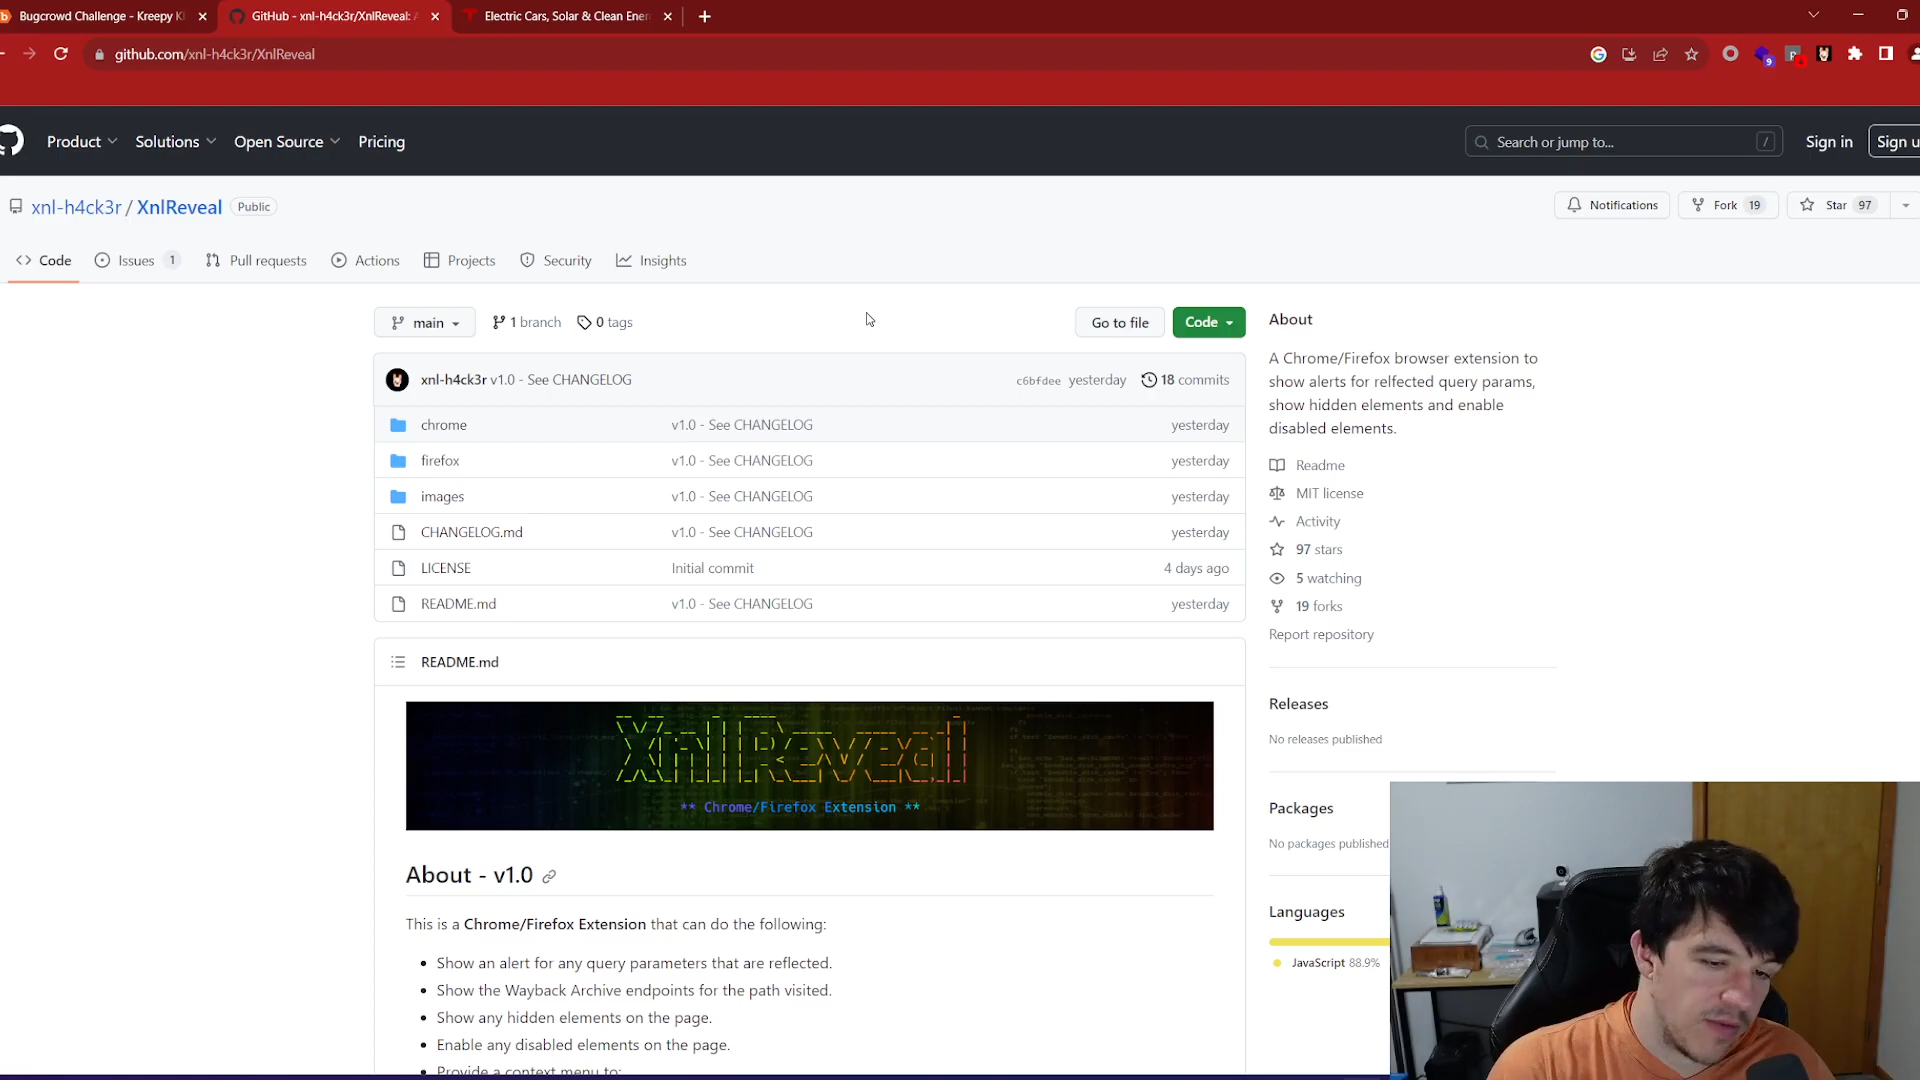 Bugcrowd Challenge - Kreepy K
GitHub - xnl-h4ck3r/XnlReveal: A
Electric Cars, Solar & Clean Ener
github.com/xnl-h4ck3r/XnlReveal
9
Product
Solutions
Open Source
Pricing
Search or jump to...
/
Sign in
Sign u
xnl-h4ck3r / XnlReveal
Public
Notifications
Fork 19
Star 97
Code
Issues 1
Pull requests
Actions
Projects
Security
Insights
main
1 branch
0 tags
Go to file
Code
xnl-h4ck3r v1.0 - See CHANGELOG
c6bfdee yesterday
18 commits
chrome v1.0 - See CHANGELOG yesterday
firefox v1.0 - See CHANGELOG yesterday
images v1.0 - See CHANGELOG yesterday
CHANGELOG.md v1.0 - See CHANGELOG yesterday
LICENSE Initial commit 4 days ago
README.md v1.0 - See CHANGELOG yesterday
README.md
XnlReveal
** Chrome/Firefox Extension **
About - v1.0
This is a Chrome/Firefox Extension that can do the following:
• Show an alert for any query parameters that are reflected.
• Show the Wayback Archive endpoints for the path visited.
• Show any hidden elements on the page.
• Enable any disabled elements on the page.
• Provide a context menu to:
About
A Chrome/Firefox browser extension to
show alerts for relfected query params,
show hidden elements and enable
disabled elements.
Readme
MIT license
Activity
97 stars
5 watching
19 forks
Report repository
Releases
No releases published
Packages
No packages published
Languages
JavaScript 88.9%